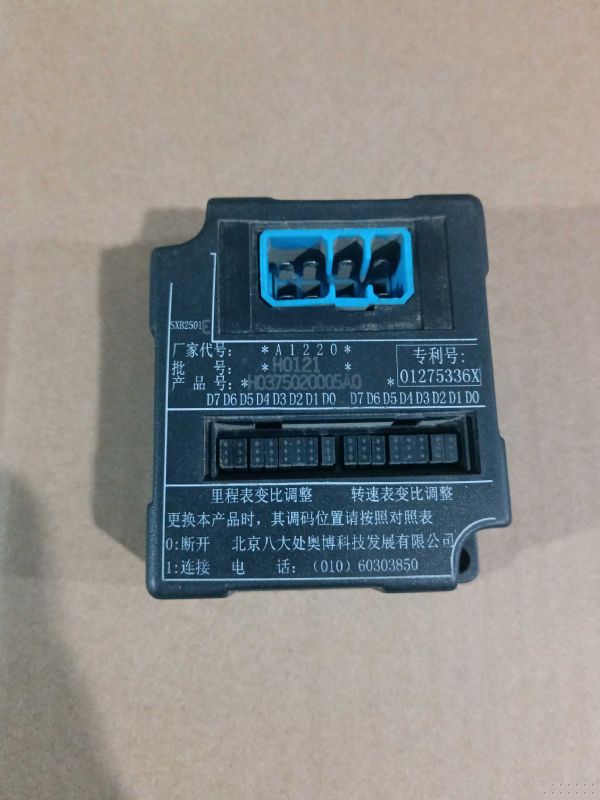 SXB2501E
厂家代号： *A1220*
批    号： *H0121 *
产 品 号：*H0375020005A0 *
专利号：
01275336X
D7 D6 D5 D4 D3 D2 D1 D0 D7 D6 D5 D4 D3 D2 D1 D0
里程表变比调整 转速表变比调整
更换本产品时，其调码位置请按照对照表
0:断开 北京八大处奥博科技发展有限公司
1:连接 电    话：（010）60303850